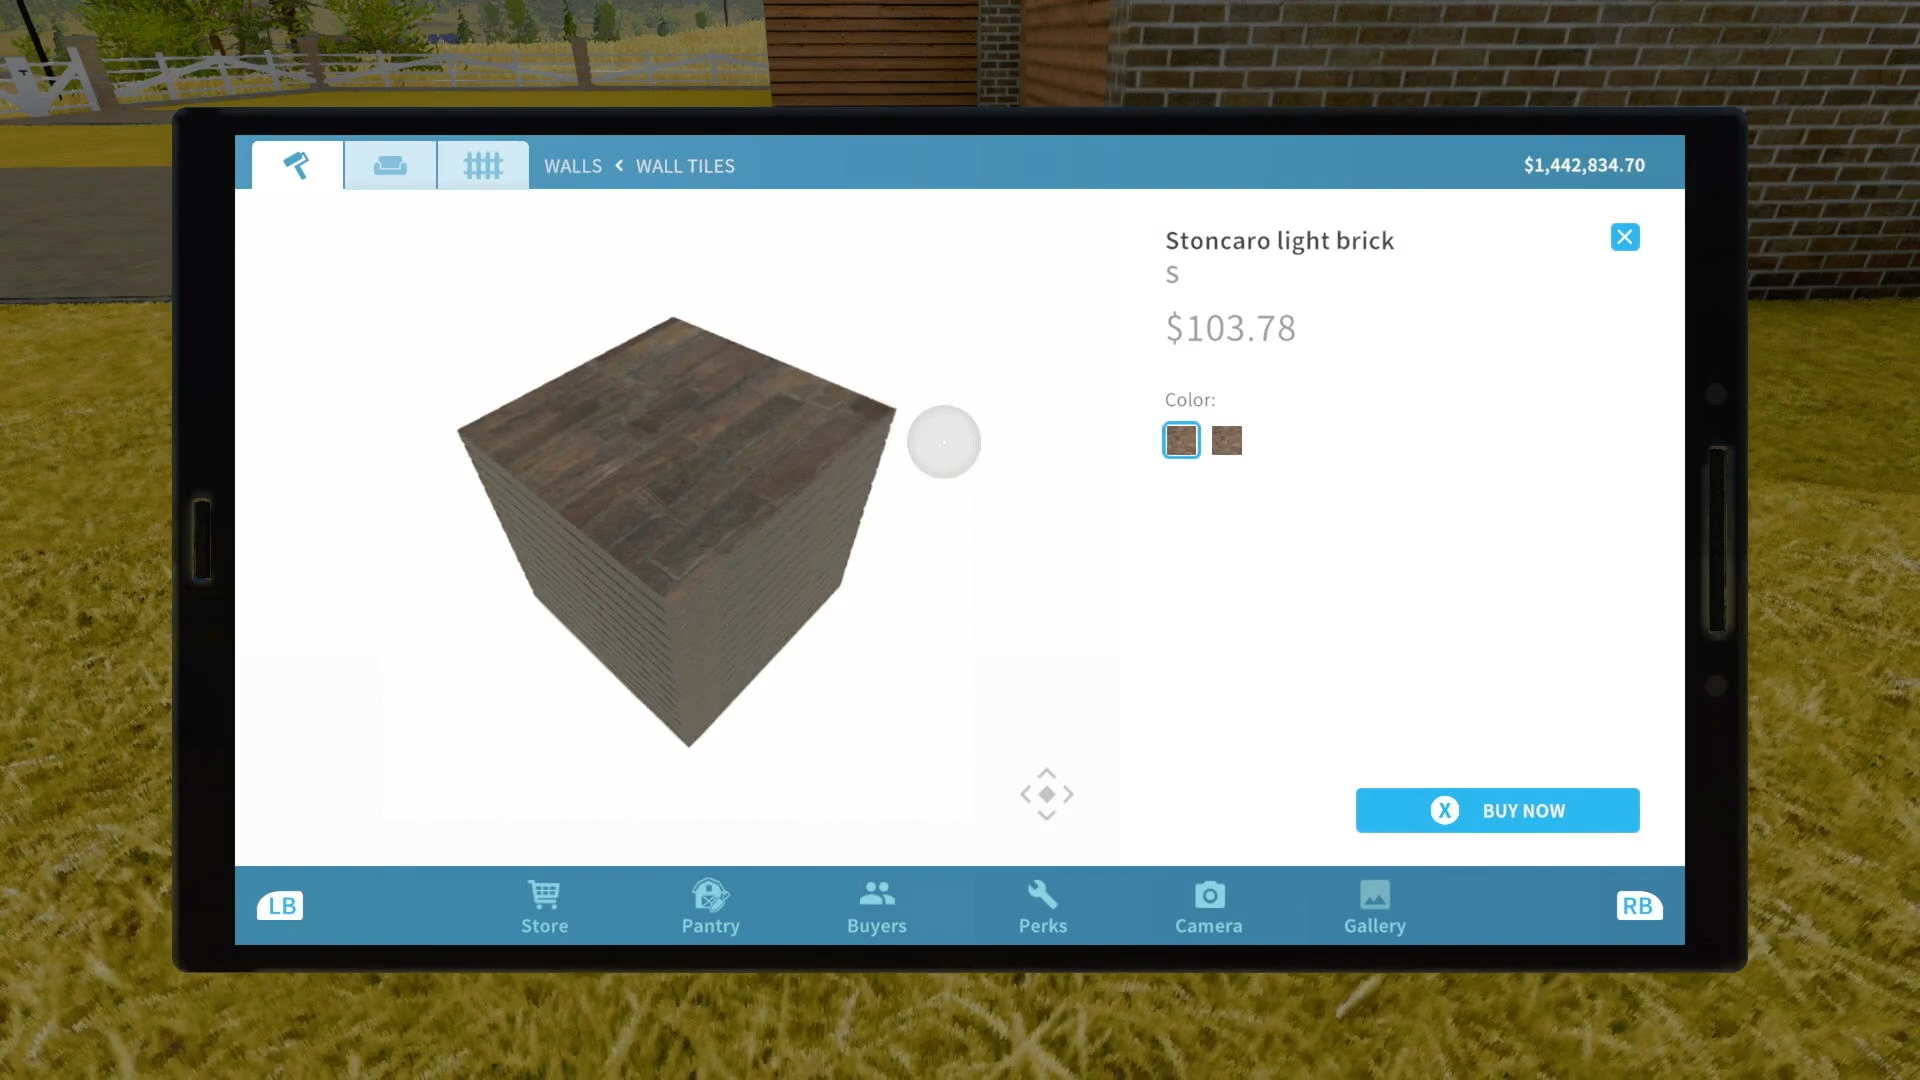 WALLS < WALL TILES
$1,442,834.70
Stoncaro light brick
S
$103.78
Color:
X BUY NOW
LB Store Pantry Buyers Perks Camera Gallery RB